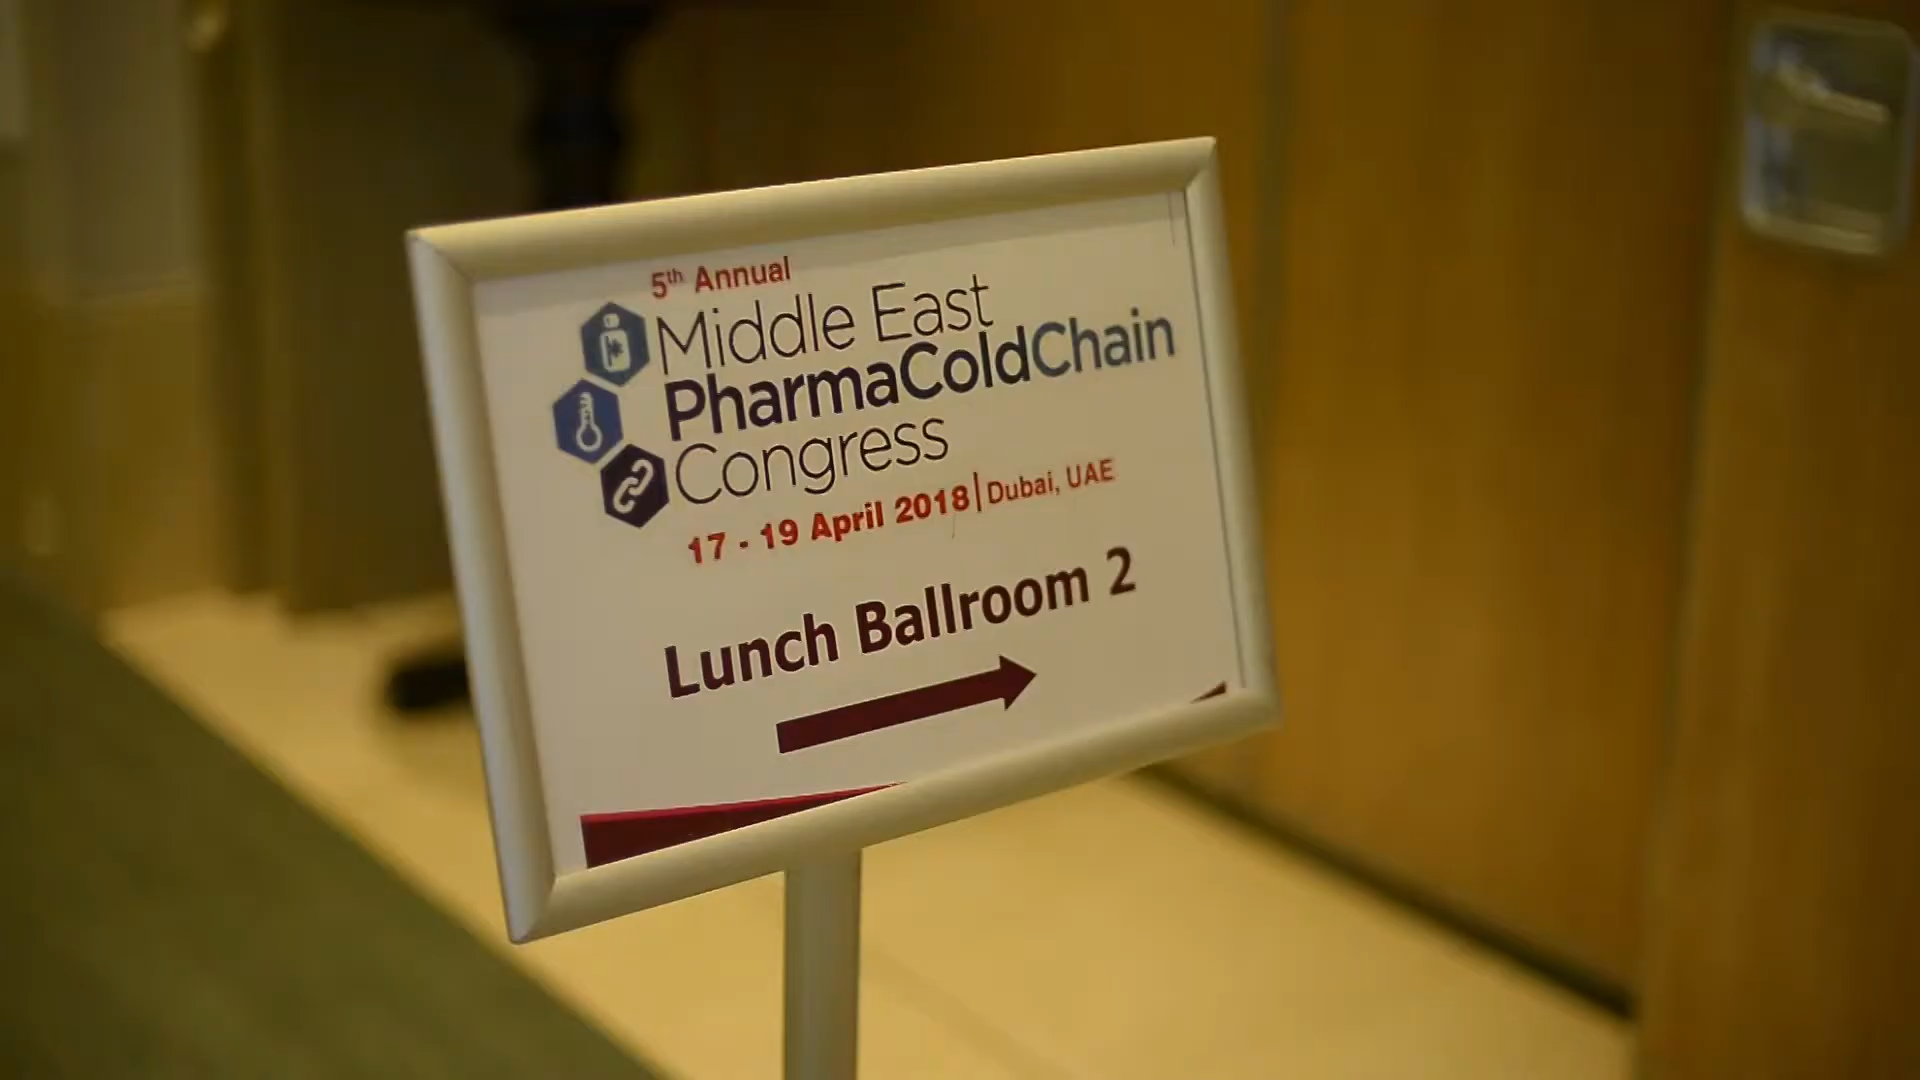 5th Annual
Middle East
PharmaColdChain
Congress
17 - 19 April 2018 | Dubai, UAE
Lunch Ballroom 2